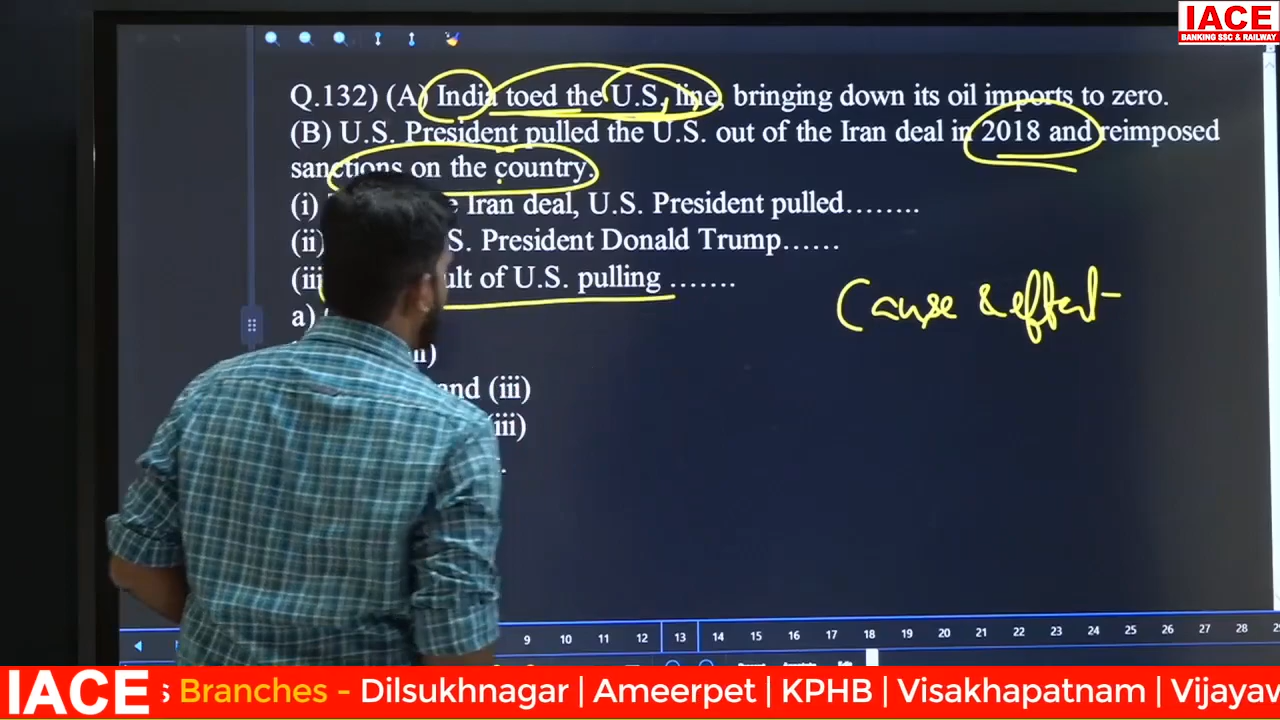 IACE
BANKING SSC & RAILWAY
Q.132) (A) India toed the U.S. line, bringing down its oil imports to zero.
(B) U.S. President pulled the U.S. out of the Iran deal in 2018 and reimposed
sanctions on the country.
(i) Iran deal, U.S. President pulled........
(ii) S. President Donald Trump......
(iii) ult of U.S. pulling .......
Cause & effect
a)
and (iii)
(iii)
9 10 11 12 13 14 15 16 17 18 19 20 21 22 23 24 25 26 27 28
IACE s Branches - Dilsukhnagar | Ameerpet | KPHB | Visakhapatnam | Vijayaw